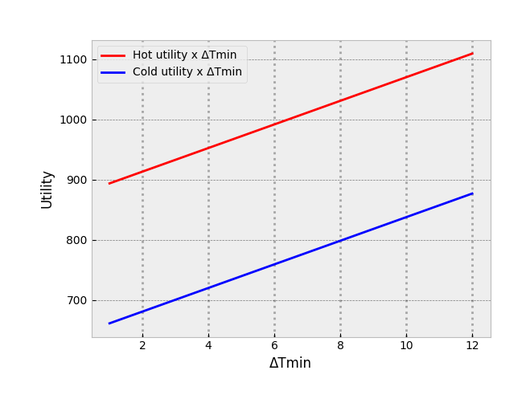 Hot utility x ΔTmin
Cold utility x ΔTmin
1100
1000
900
800
700
Utility
2 4 6 8 10 12
ΔTmin